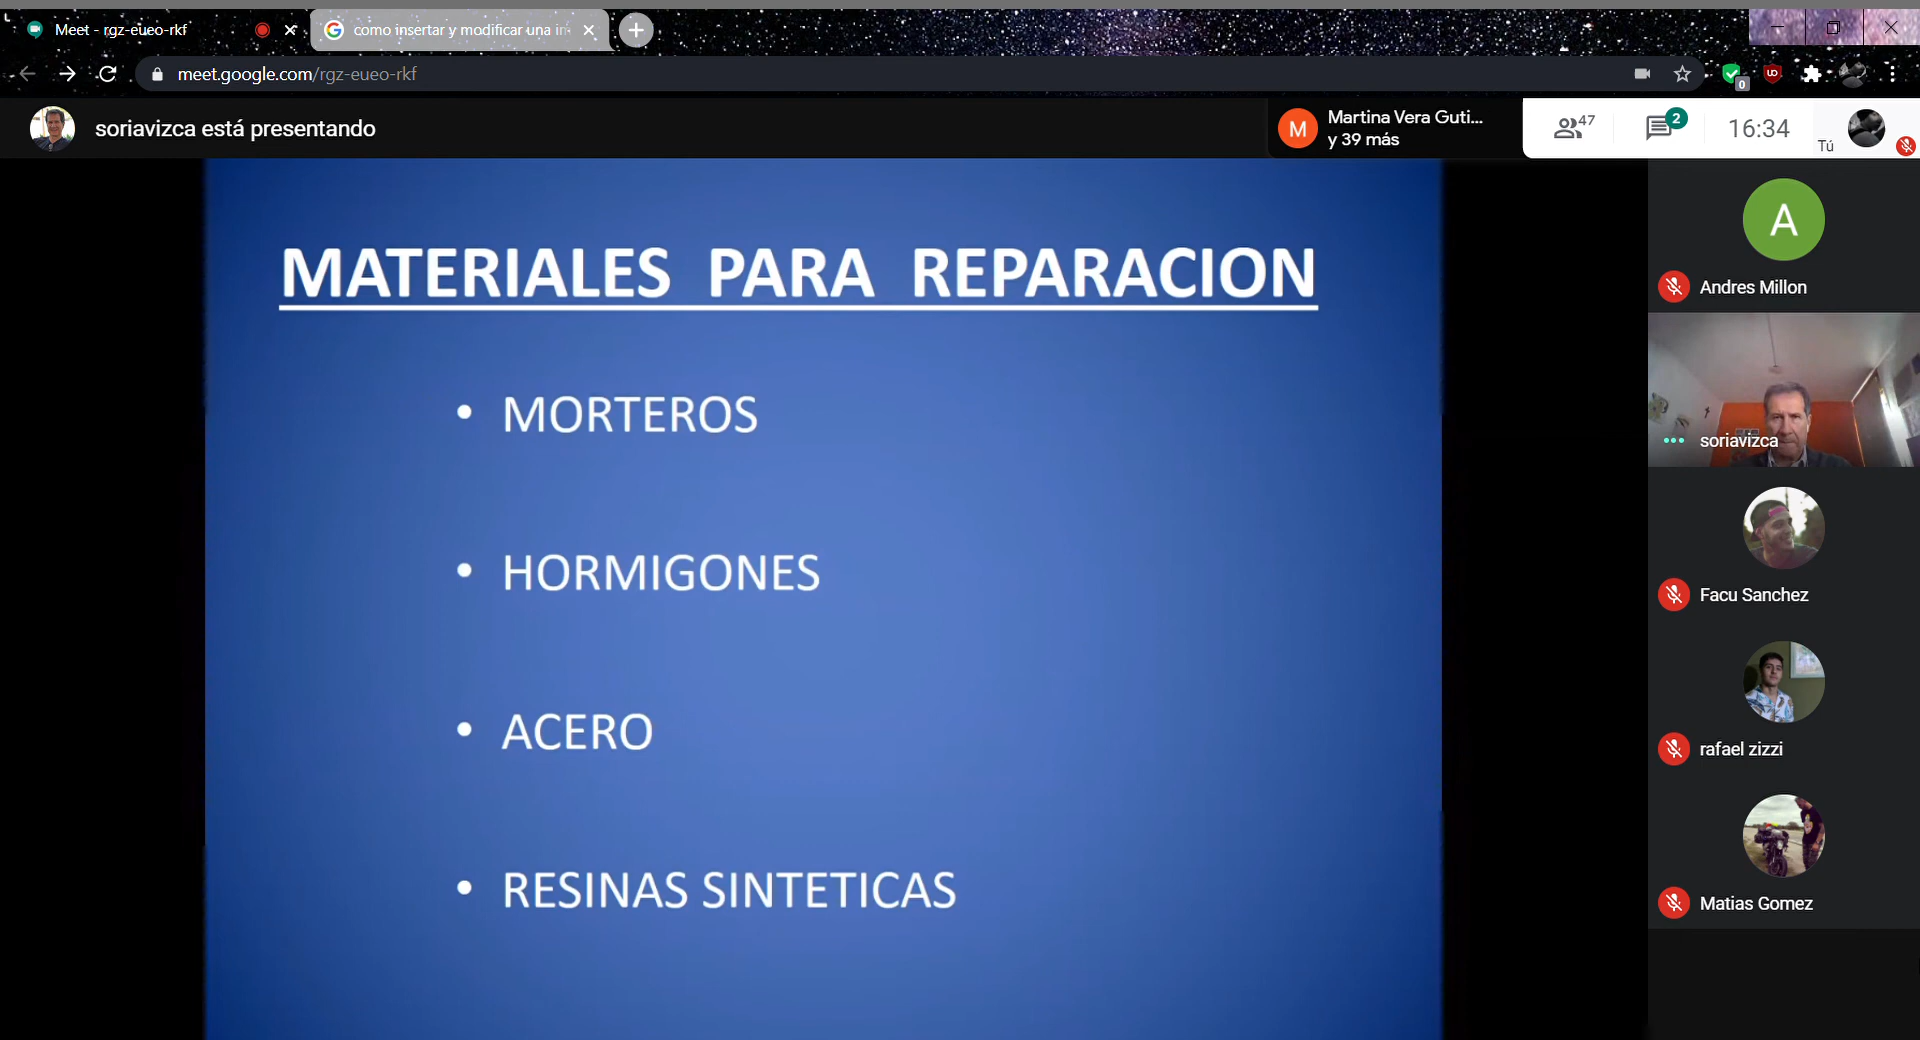 Meet - rgz-eueo-rkf
como insertar y modificar una im
meet.google.com/rgz-eueo-rkf
0
soriavizca está presentando
M
Martina Vera Guti...
y 39 más
47
2
16:34
Tú
MATERIALES PARA REPARACION
• MORTEROS
• HORMIGONES
• ACERO
• RESINAS SINTETICAS
A
Andres Millon
soriavizca
Facu Sanchez
rafael zizzi
Matias Gomez